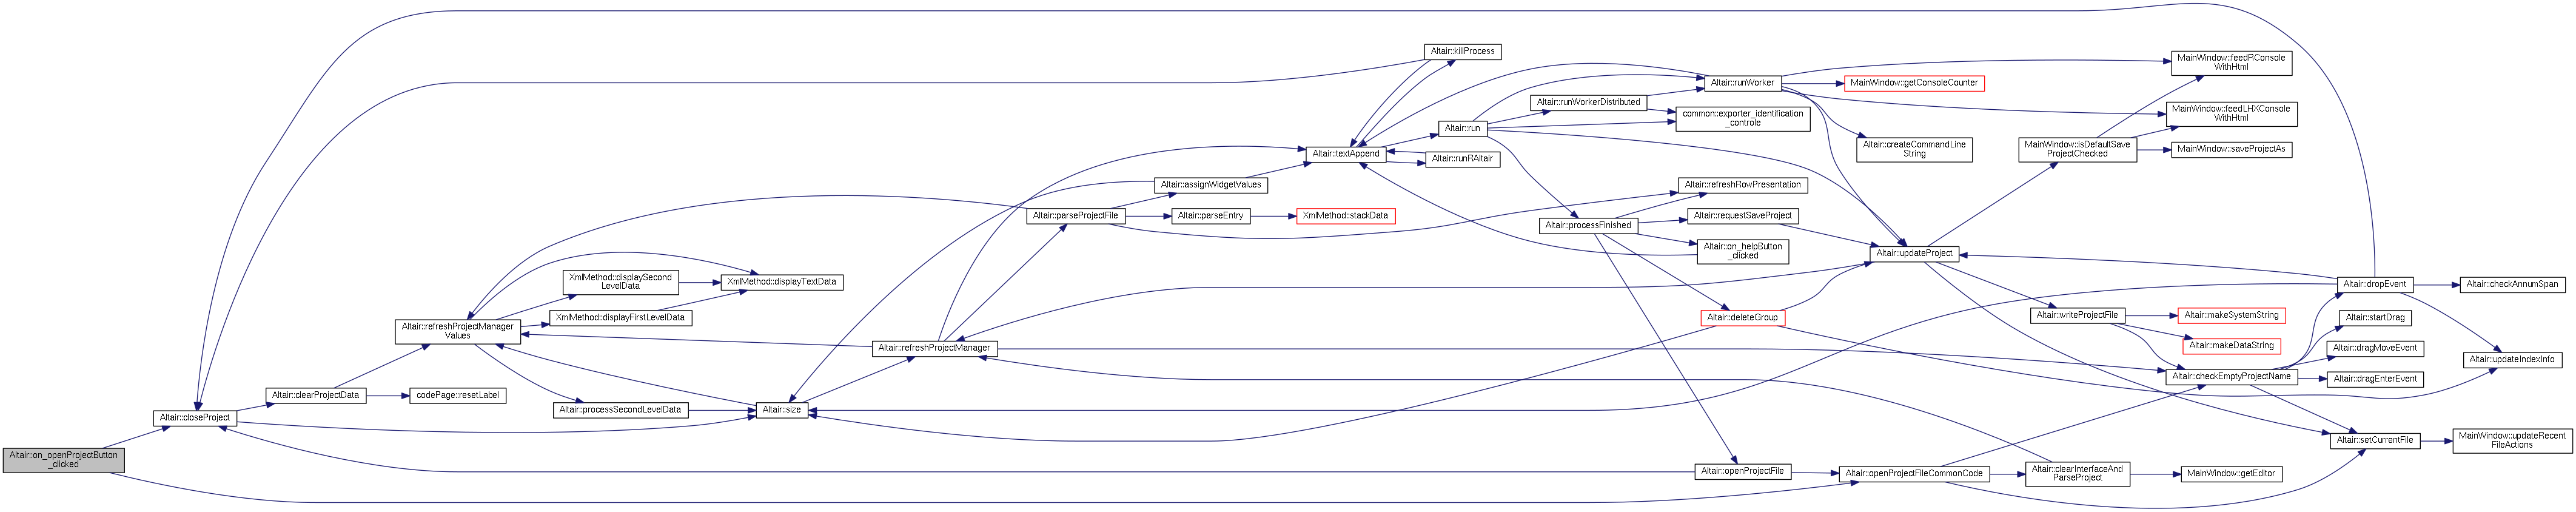 Altair::on_openProjectButton
_clicked
Altair::closeProject
Altair::clearProjectData
codePage::resetLabel
Altair::refreshProjectManager
Values
XmlMethod::displaySecond
LevelData
XmlMethod::displayFirstLevelData
XmlMethod::displayTextData
Altair::processSecondLevelData
Altair::size
Altair::refreshProjectManager
Altair::parseProjectFile
Altair::assignWidgetValues
Altair::parseEntry
XmlMethod::stackData
Altair::textAppend
Altair::killProcess
Altair::run
Altair::runRAltair
Altair::runWorkerDistributed
Altair::runWorker
common::exporter_identification
_controle
MainWindow::getConsoleCounter
Altair::createCommandLine
String
Altair::refreshRowPresentation
Altair::processFinished
Altair::requestSaveProject
Altair::on_helpButton
_clicked
Altair::deleteGroup
Altair::openProjectFile
Altair::openProjectFileCommonCode
Altair::updateProject
MainWindow::isDefaultSave
ProjectChecked
MainWindow::feedRConsole
WithHtml
MainWindow::feedLHXConsole
WithHtml
MainWindow::saveProjectAs
Altair::writeProjectFile
Altair::makeSystemString
Altair::makeDataString
Altair::checkEmptyProjectName
Altair::dropEvent
Altair::startDrag
Altair::dragMoveEvent
Altair::dragEnterEvent
Altair::checkAnnumSpan
Altair::updateIndexInfo
Altair::setCurrentFile
MainWindow::updateRecent
FileActions
Altair::clearInterfaceAnd
ParseProject
MainWindow::getEditor